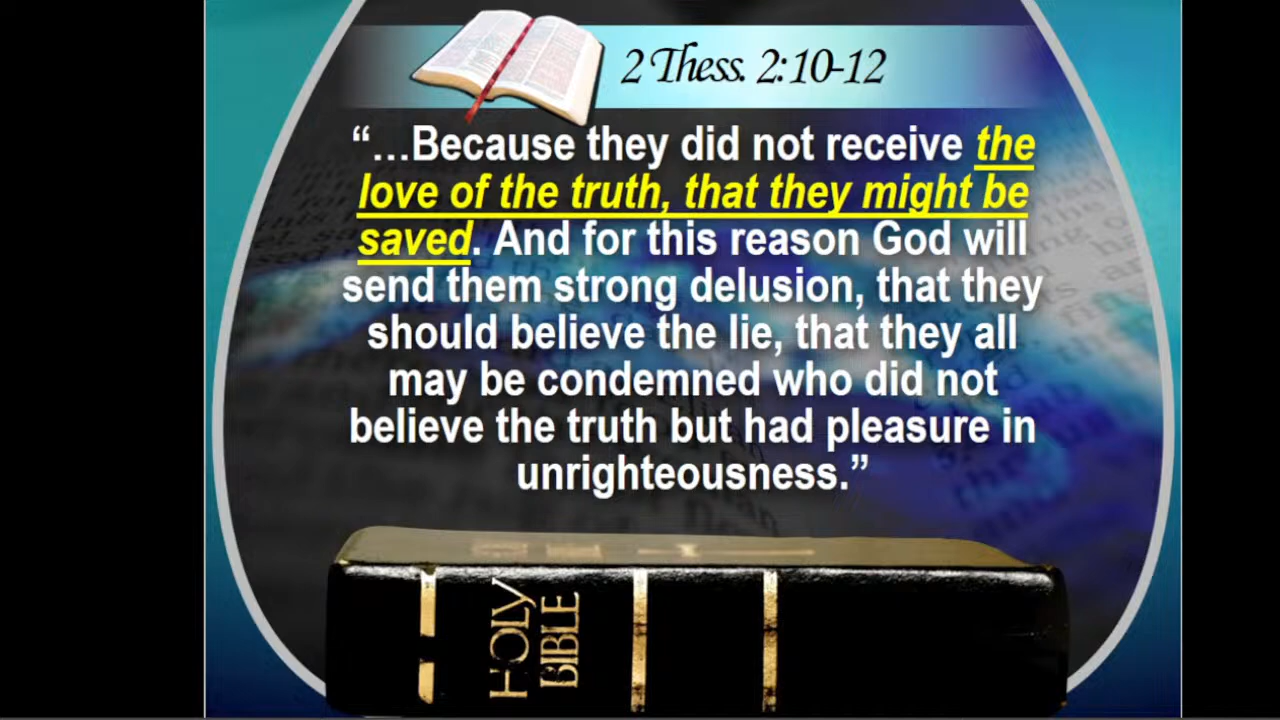 2 Thess. 2:10-12
“…Because they did not receive the
love of the truth, that they might be
saved. And for this reason God will
send them strong delusion, that they
should believe the lie, that they all
may be condemned who did not
believe the truth but had pleasure in
unrighteousness.”
HOLY
BIBLE